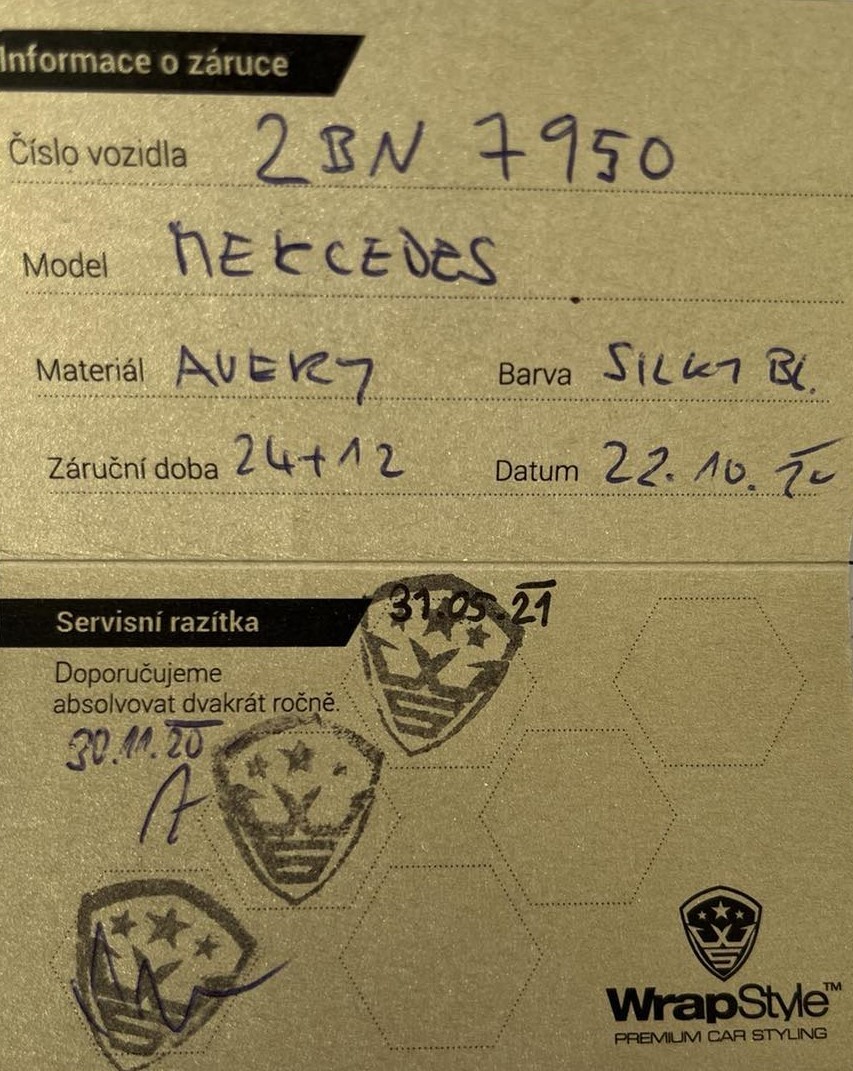 Informace o záruce
Číslo vozidla 2BN 7950
Model MERCEDES
Materiál AVERY Barva SILKY BL.
Záruční doba 24+12 Datum 22. 10. 20
Servisní razítka 31.05.21
Doporučujeme
absolvovat dvakrát ročně.
30.11.20
WrapStyle™
PREMIUM CAR STYLING